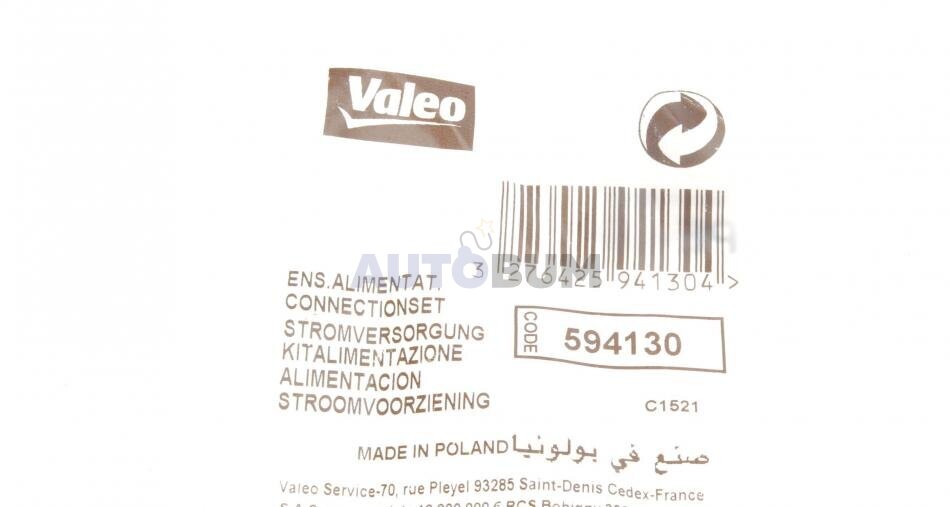 Valeo
3 276425 941304 >
AUTOBUM
ENS.ALIMENTAT.
CONNECTIONSET
STROMVERSORGUNG
KITALIMENTAZIONE
ALIMENTACION
STROOMVOORZIENING
CODE
594130
C1521
MADE IN POLAND صنع في بولونيا
Valeo Service-70, rue Pleyel 93285 Saint-Denis Cedex-France